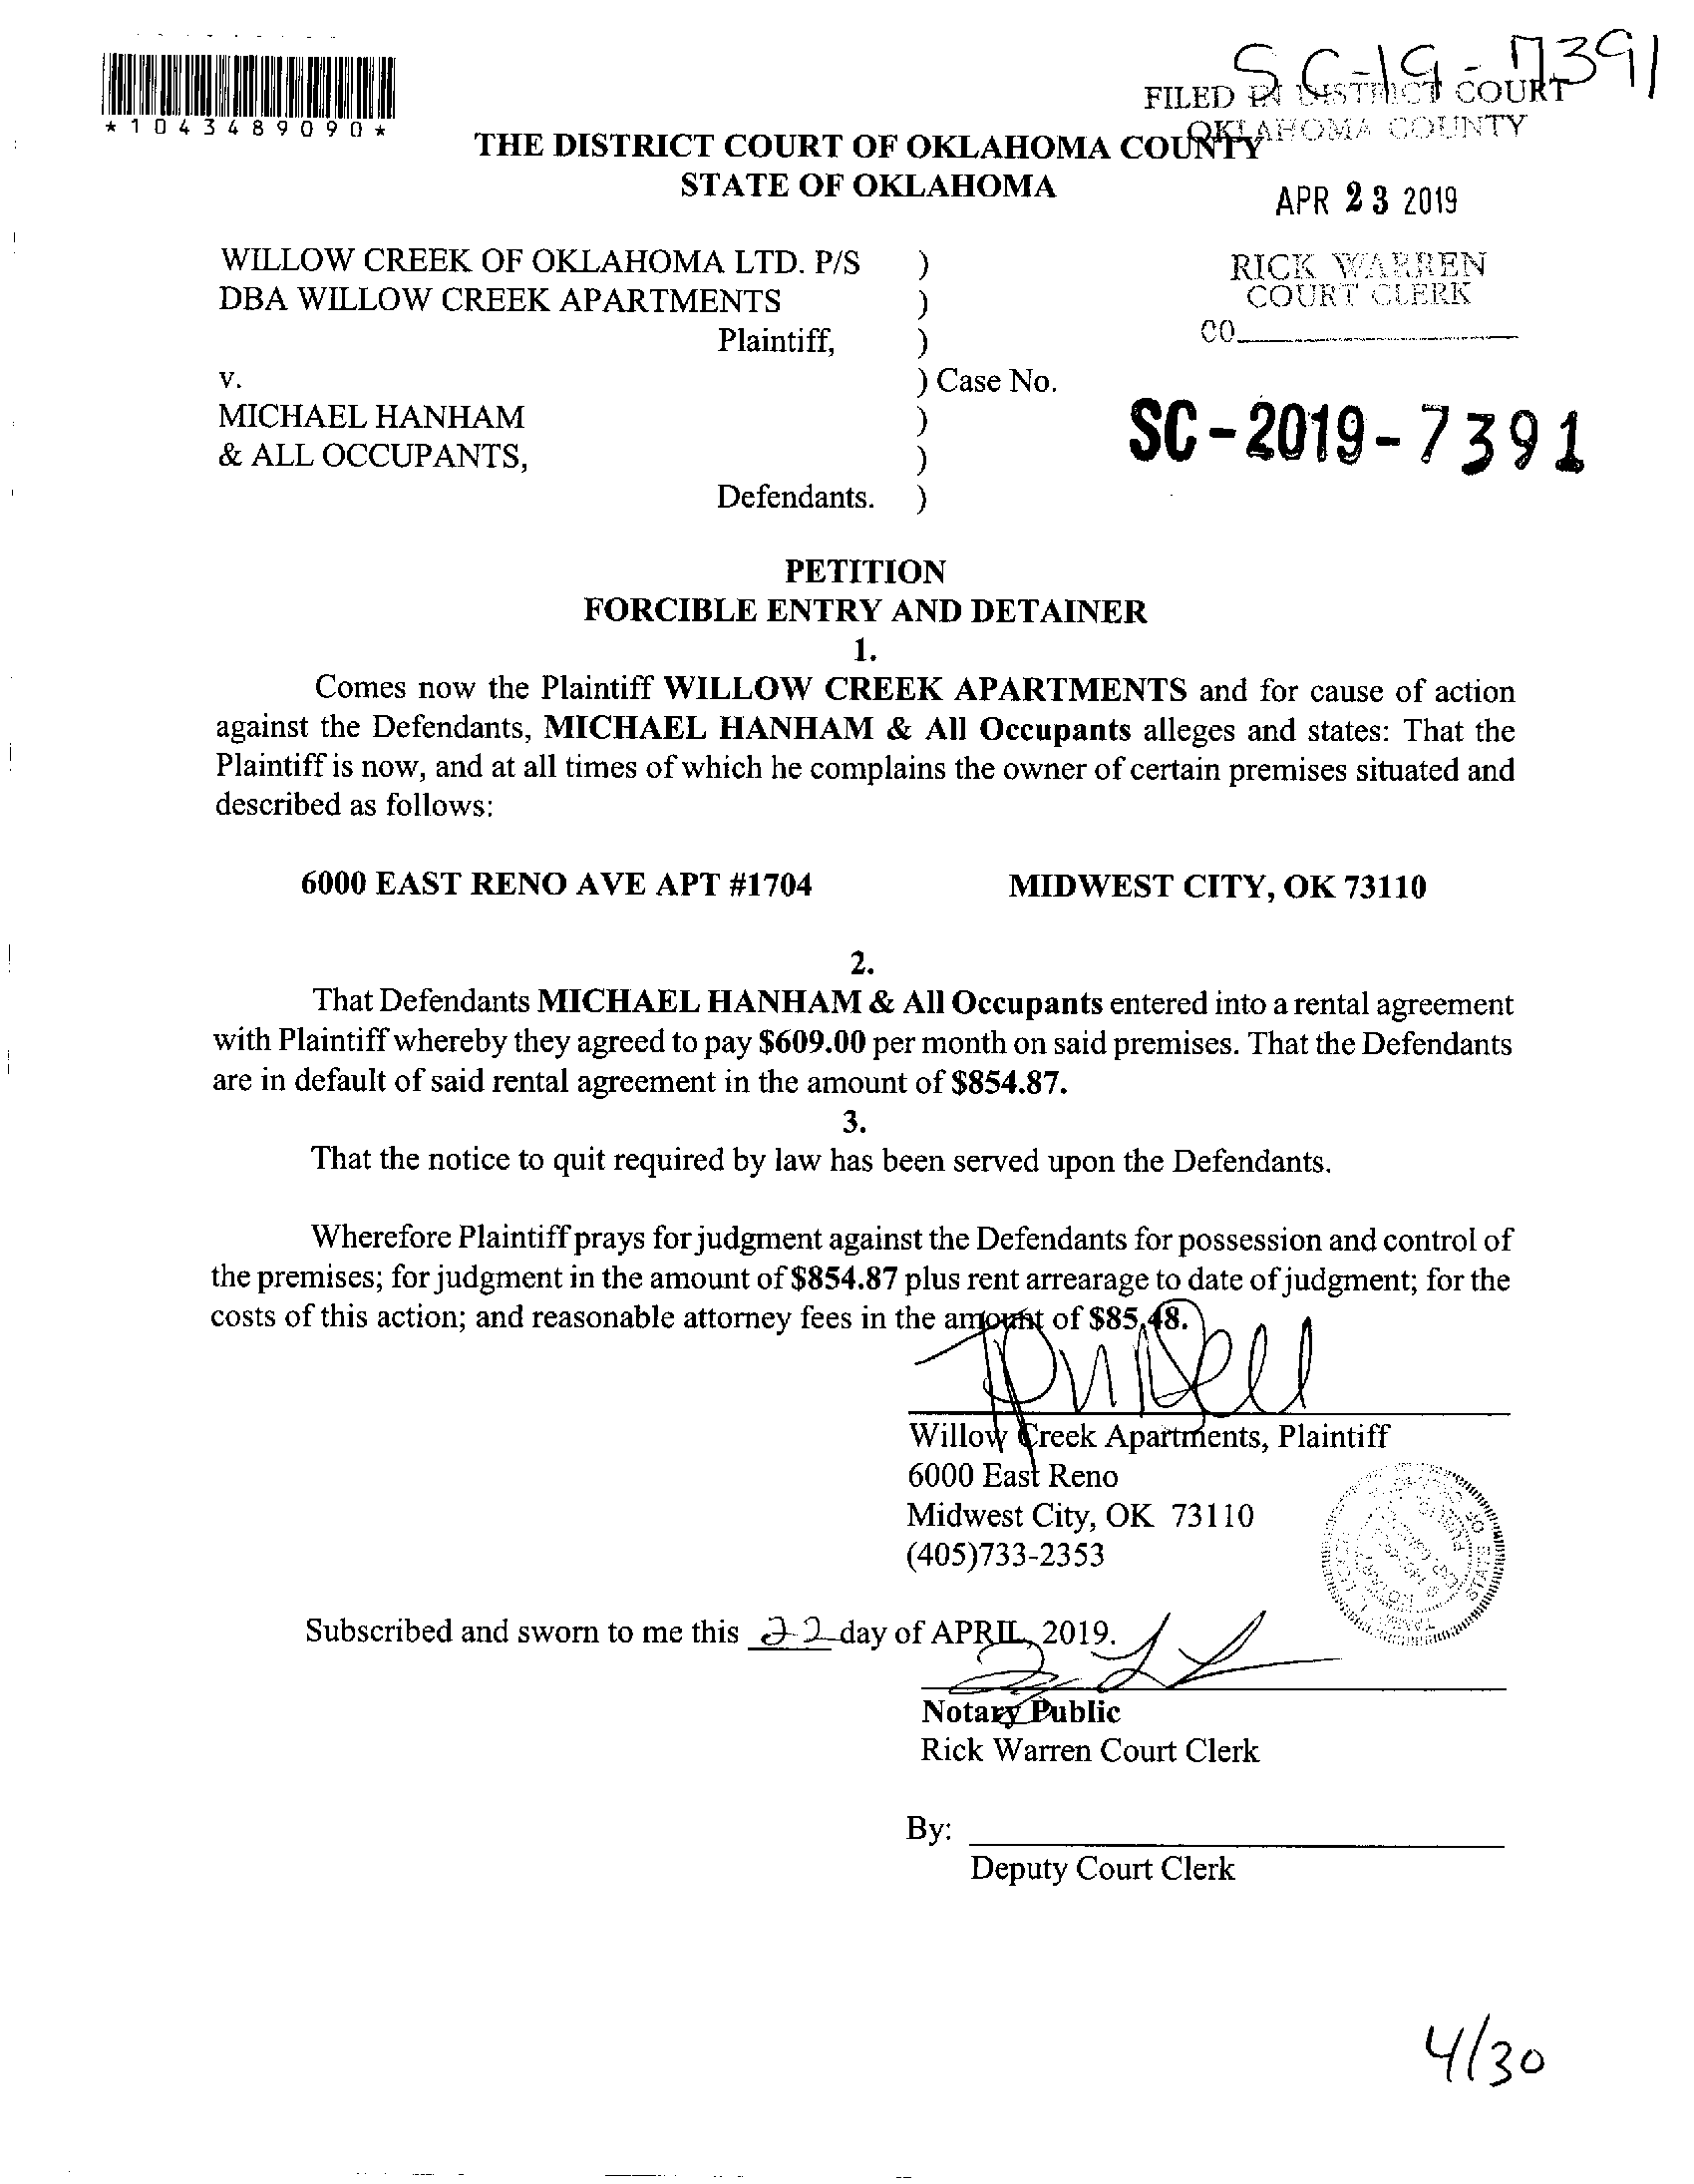 SC-19-7391
*1043489090*
FILED IN DISTRICT COURT
OKLAHOMA COUNTY
THE DISTRICT COURT OF OKLAHOMA COUNTY
STATE OF OKLAHOMA
APR 23 2019
RICK WARREN
COURT CLERK
CO
WILLOW CREEK OF OKLAHOMA LTD. P/S )
DBA WILLOW CREEK APARTMENTS )
Plaintiff, )
v. ) Case No.
SC-2019-7391
MICHAEL HANHAM )
& ALL OCCUPANTS, )
Defendants. )
PETITION
FORCIBLE ENTRY AND DETAINER
1.
Comes now the Plaintiff WILLOW CREEK APARTMENTS and for cause of action
against the Defendants, MICHAEL HANHAM & All Occupants alleges and states: That the
Plaintiff is now, and at all times of which he complains the owner of certain premises situated and
described as follows:
6000 EAST RENO AVE APT #1704 MIDWEST CITY, OK 73110
2.
That Defendants MICHAEL HANHAM & All Occupants entered into a rental agreement
with Plaintiff whereby they agreed to pay $609.00 per month on said premises. That the Defendants
are in default of said rental agreement in the amount of $854.87.
3.
That the notice to quit required by law has been served upon the Defendants.
Wherefore Plaintiff prays for judgment against the Defendants for possession and control of
the premises; for judgment in the amount of $854.87 plus rent arrearage to date of judgment; for the
costs of this action; and reasonable attorney fees in the amount of $85.48.
Willow Creek Apartments, Plaintiff
6000 East Reno
Midwest City, OK 73110
(405)733-2353
STATE OF
Subscribed and sworn to me this 22 day of APRIL, 2019.
Notary Public
Rick Warren Court Clerk
By:
Deputy Court Clerk
4/30